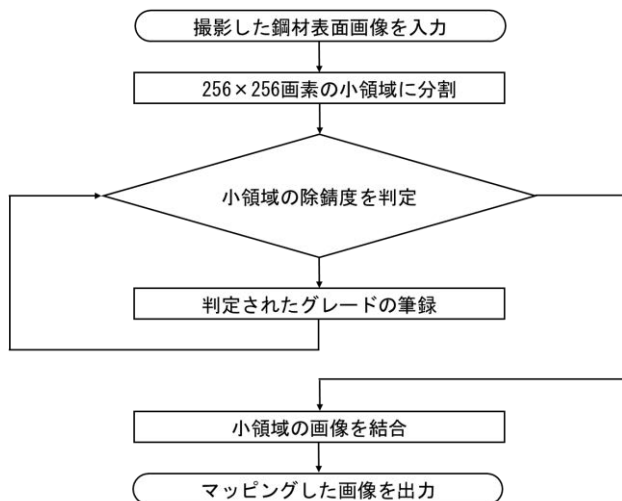 撮影した鋼材表面画像を入力
256×256画素の小領域に分割
小領域の除錆度を判定
判定されたグレードの筆録
小領域の画像を結合
マッピングした画像を出力